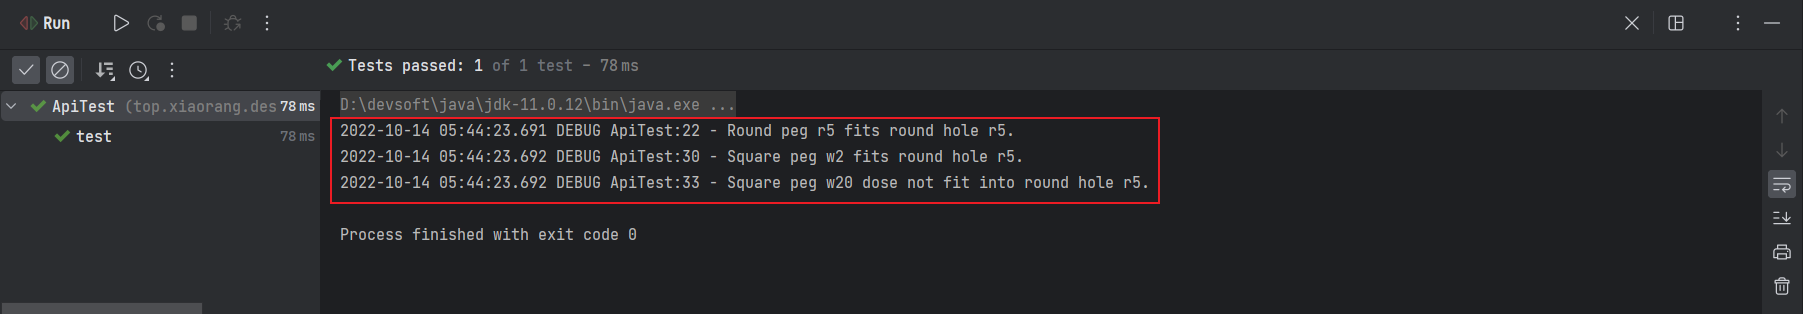 Run
Tests passed: 1 of 1 test – 78 ms
ApiTest (top.xiaorang.des 78 ms
test 78 ms
D:\devsoft\java\jdk-11.0.12\bin\java.exe ...
2022-10-14 05:44:23.691 DEBUG ApiTest:22 - Round peg r5 fits round hole r5.
2022-10-14 05:44:23.692 DEBUG ApiTest:30 - Square peg w2 fits round hole r5.
2022-10-14 05:44:23.692 DEBUG ApiTest:33 - Square peg w20 dose not fit into round hole r5.
Process finished with exit code 0